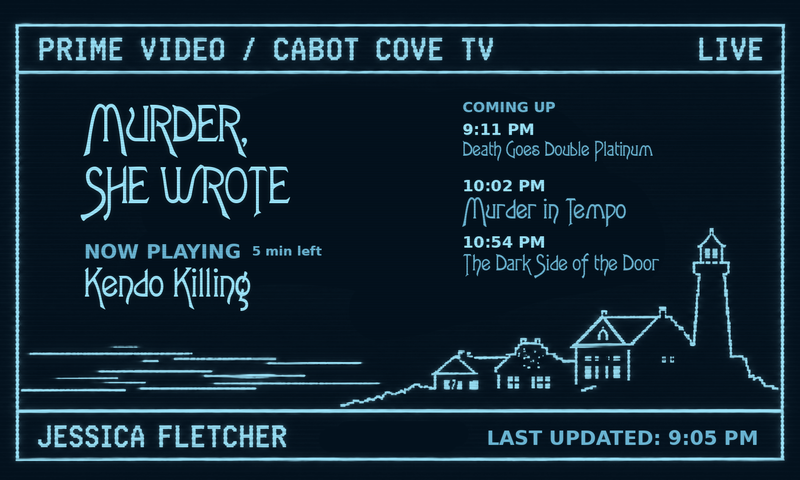 PRIME VIDEO / CABOT COVE TV
LIVE
MURDER,
SHE WROTE
NOW PLAYING 5 min left
Kendo Killing
COMING UP
9:11 PM
Death Goes Double Platinum
10:02 PM
Murder in Tempo
10:54 PM
The Dark Side of the Door
JESSICA FLETCHER
LAST UPDATED: 9:05 PM